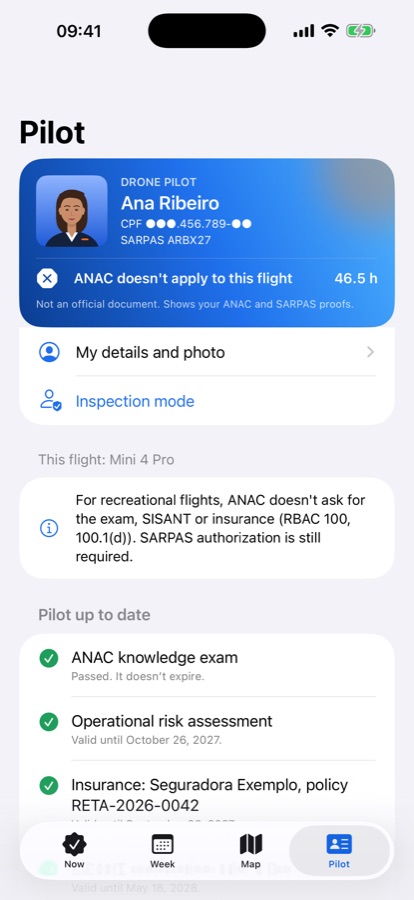 09:41
Pilot
DRONE PILOT
Ana Ribeiro
CPF ●●●.456.789-●●
SARPAS ARBX27
ANAC doesn't apply to this flight 46.5 h
Not an official document. Shows your ANAC and SARPAS proofs.
My details and photo
Inspection mode
This flight: Mini 4 Pro
For recreational flights, ANAC doesn't ask for
the exam, SISANT or insurance (RBAC 100,
100.1(d)). SARPAS authorization is still
required.
Pilot up to date
ANAC knowledge exam
Passed. It doesn't expire.
Operational risk assessment
Valid until October 26, 2027.
Insurance: Seguradora Exemplo, policy
RETA-2026-0042
Now Week Map Pilot
Valid until May 18, 2028.